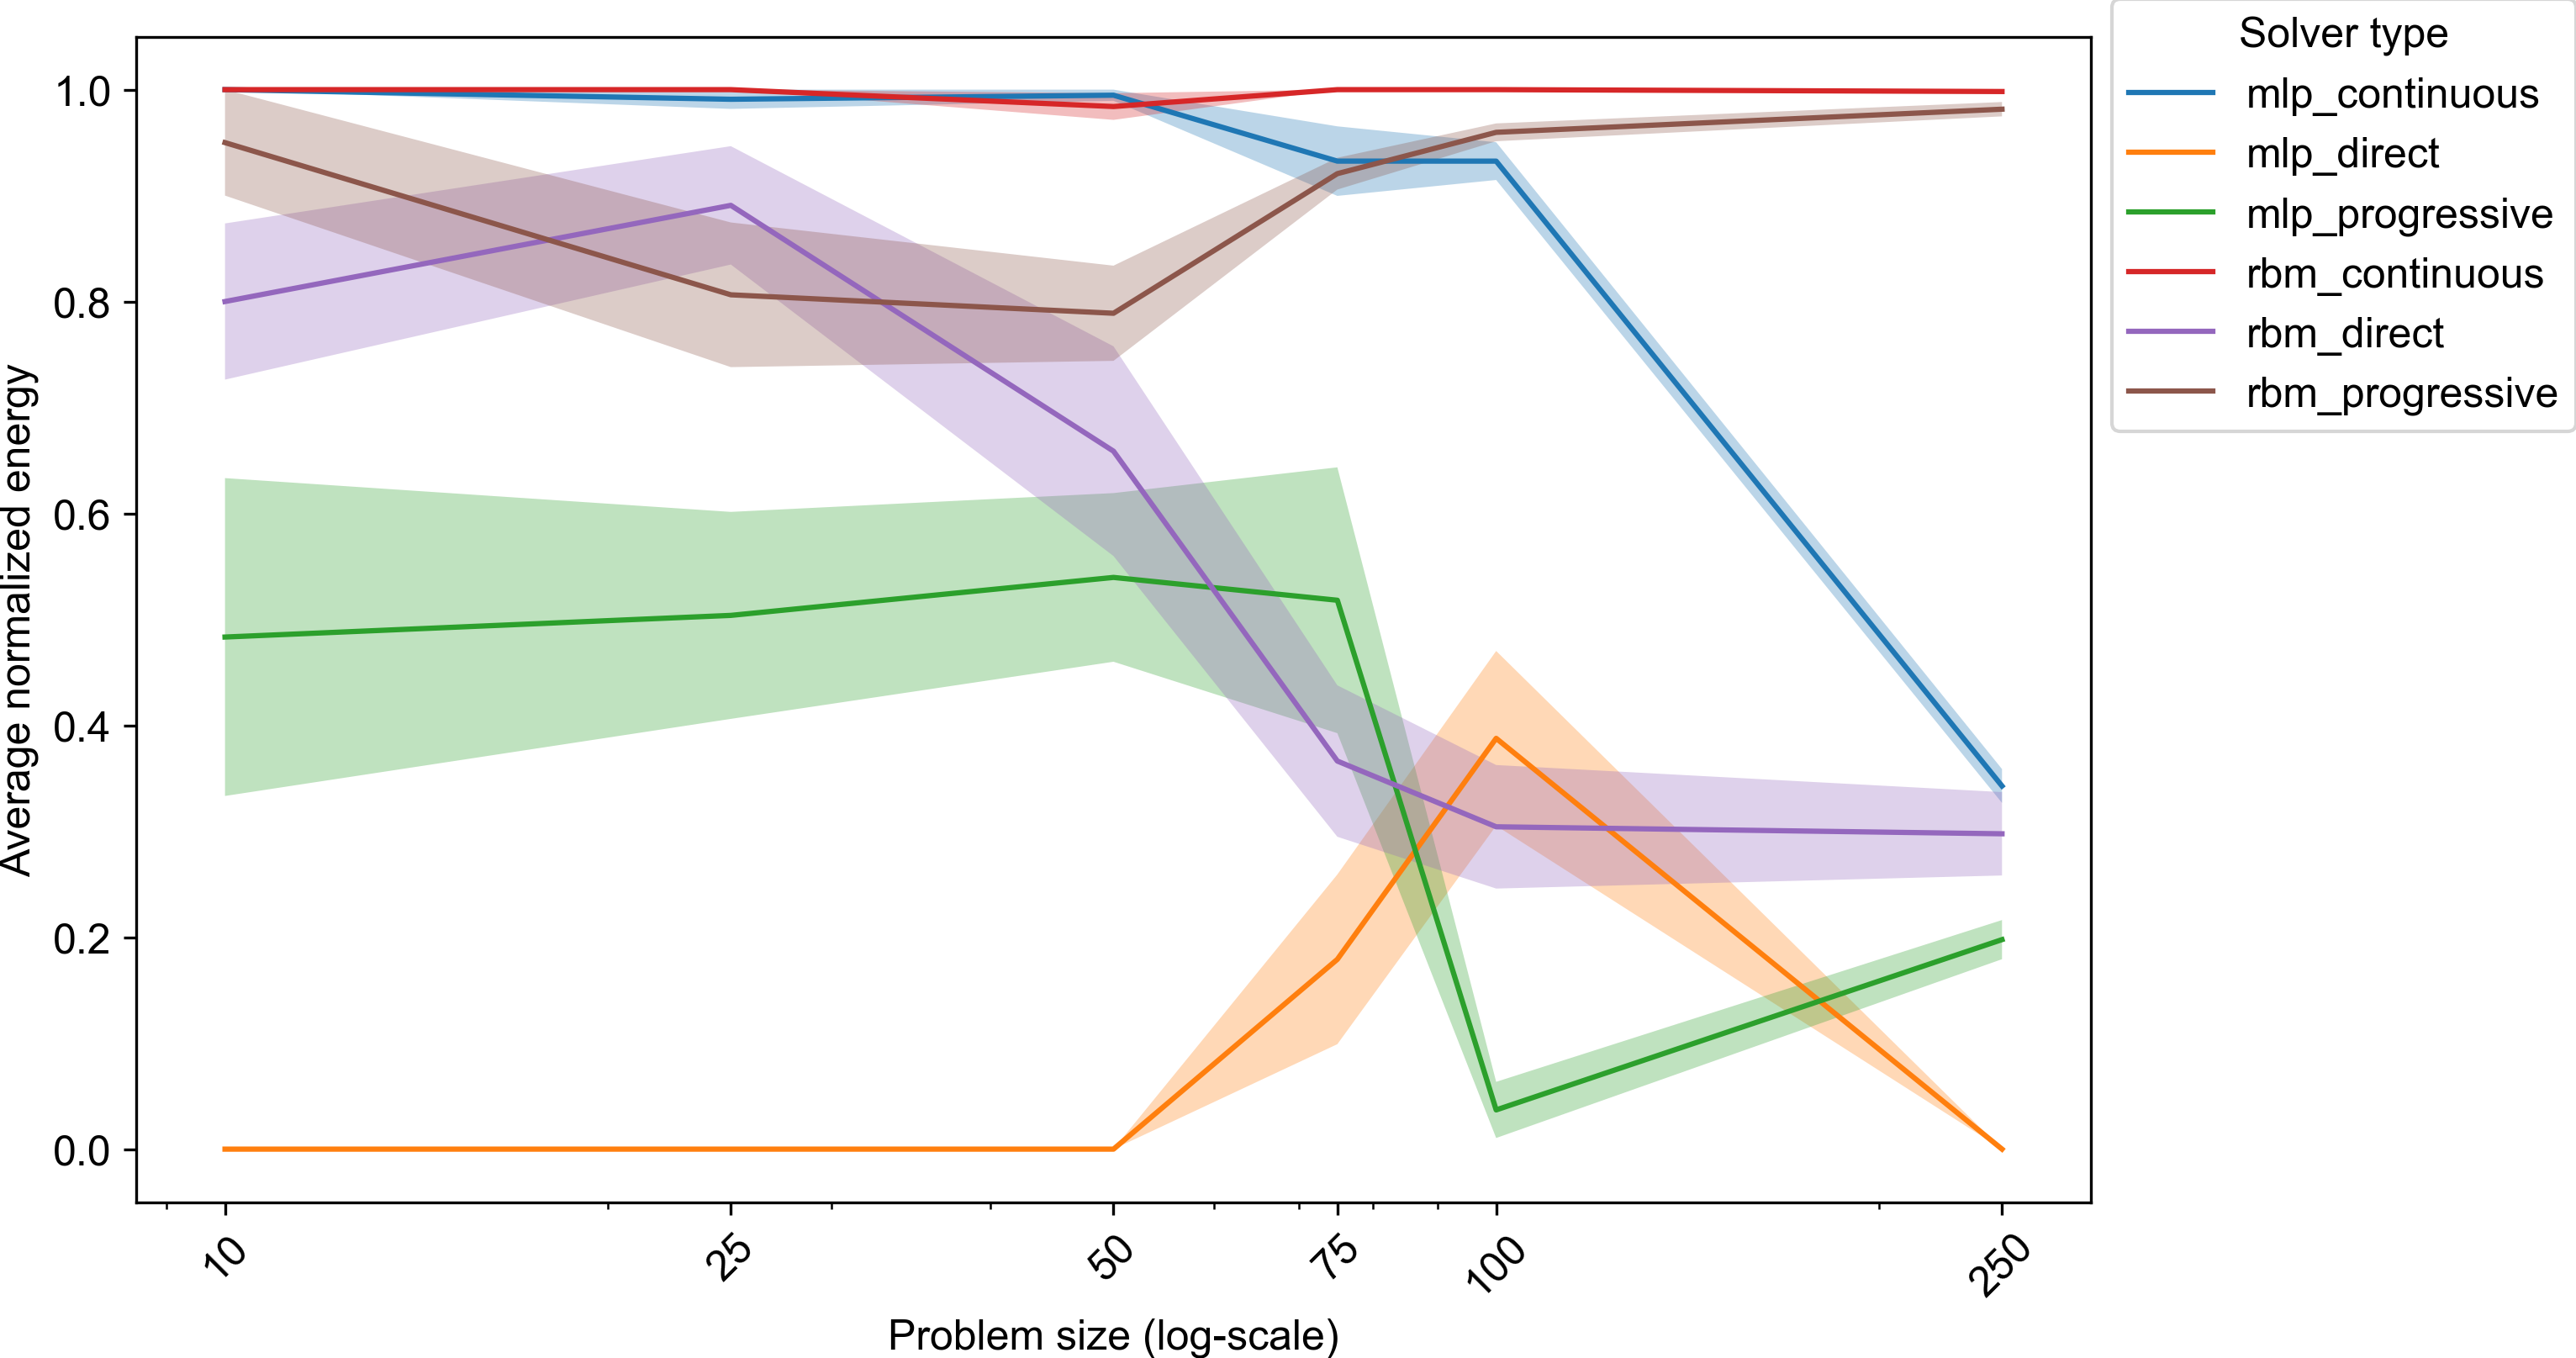 Solver type
mlp_continuous
mlp_direct
mlp_progressive
rbm_continuous
rbm_direct
rbm_progressive
Average normalized energy
1.0
0.8
0.6
0.4
0.2
0.0
10 25 50 75 100 250
Problem size (log-scale)